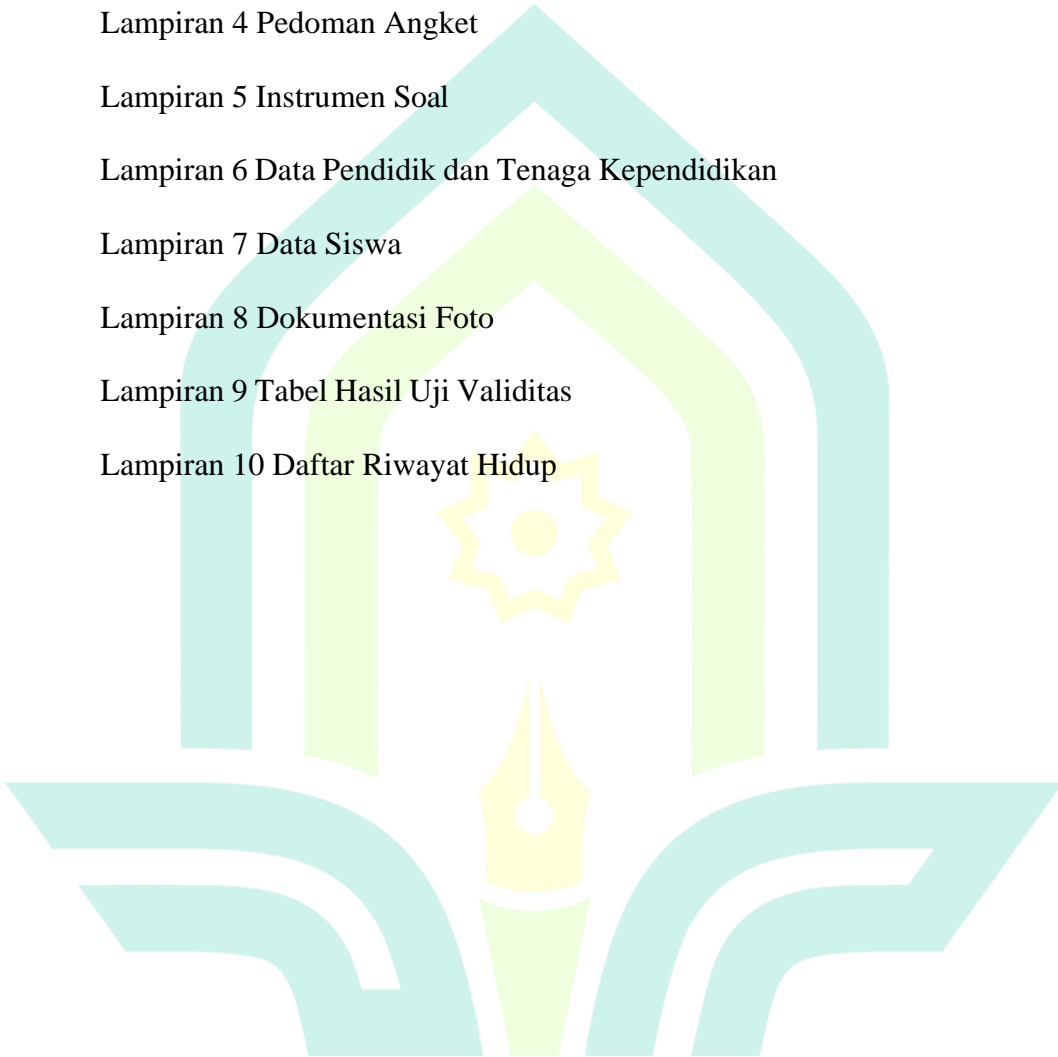 Lampiran 4 Pedoman Angket
Lampiran 5 Instrumen Soal
Lampiran 6 Data Pendidik dan Tenaga Kependidikan
Lampiran 7 Data Siswa
Lampiran 8 Dokumentasi Foto
Lampiran 9 Tabel Hasil Uji Validitas
Lampiran 10 Daftar Riwayat Hidup